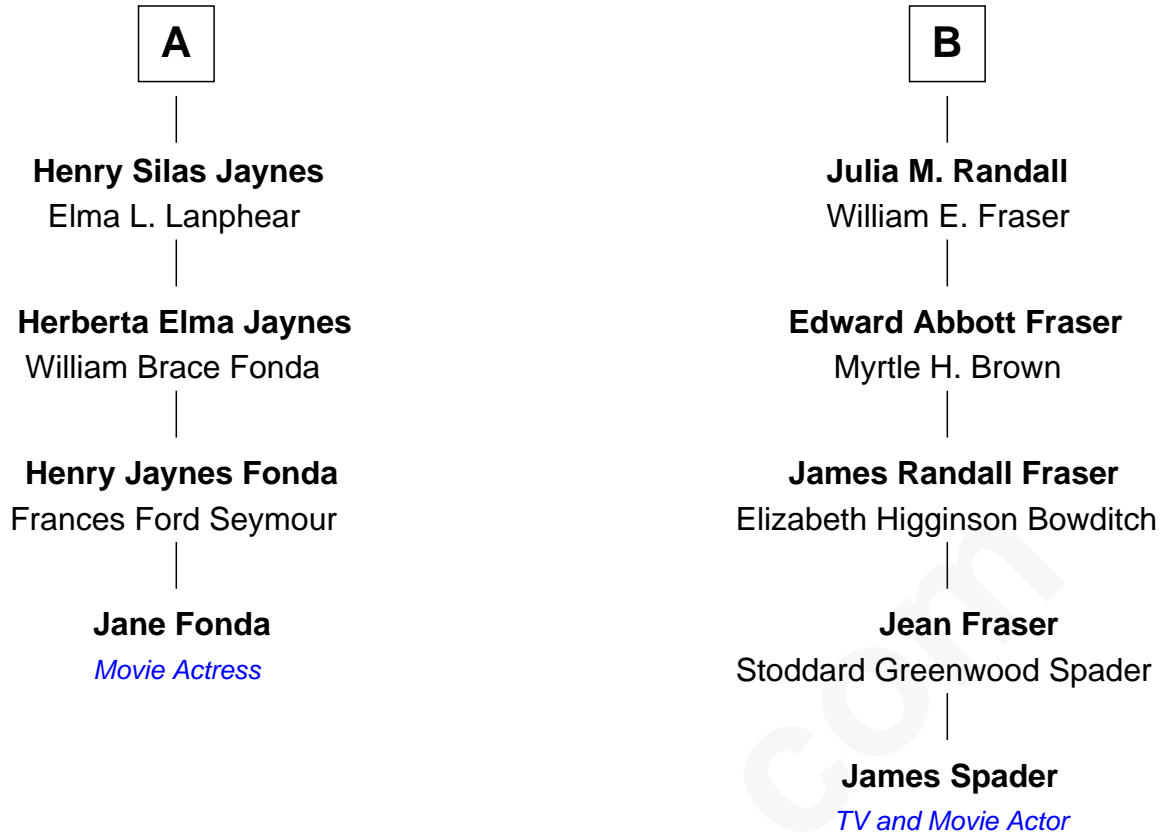 A
Henry Silas Jaynes
Elma L. Lanphear
Herberta Elma Jaynes
William Brace Fonda
Henry Jaynes Fonda
Frances Ford Seymour
Jane Fonda
Movie Actress
B
Julia M. Randall
William E. Fraser
Edward Abbott Fraser
Myrtle H. Brown
James Randall Fraser
Elizabeth Higginson Bowditch
Jean Fraser
Stoddard Greenwood Spader
James Spader
TV and Movie Actor
com